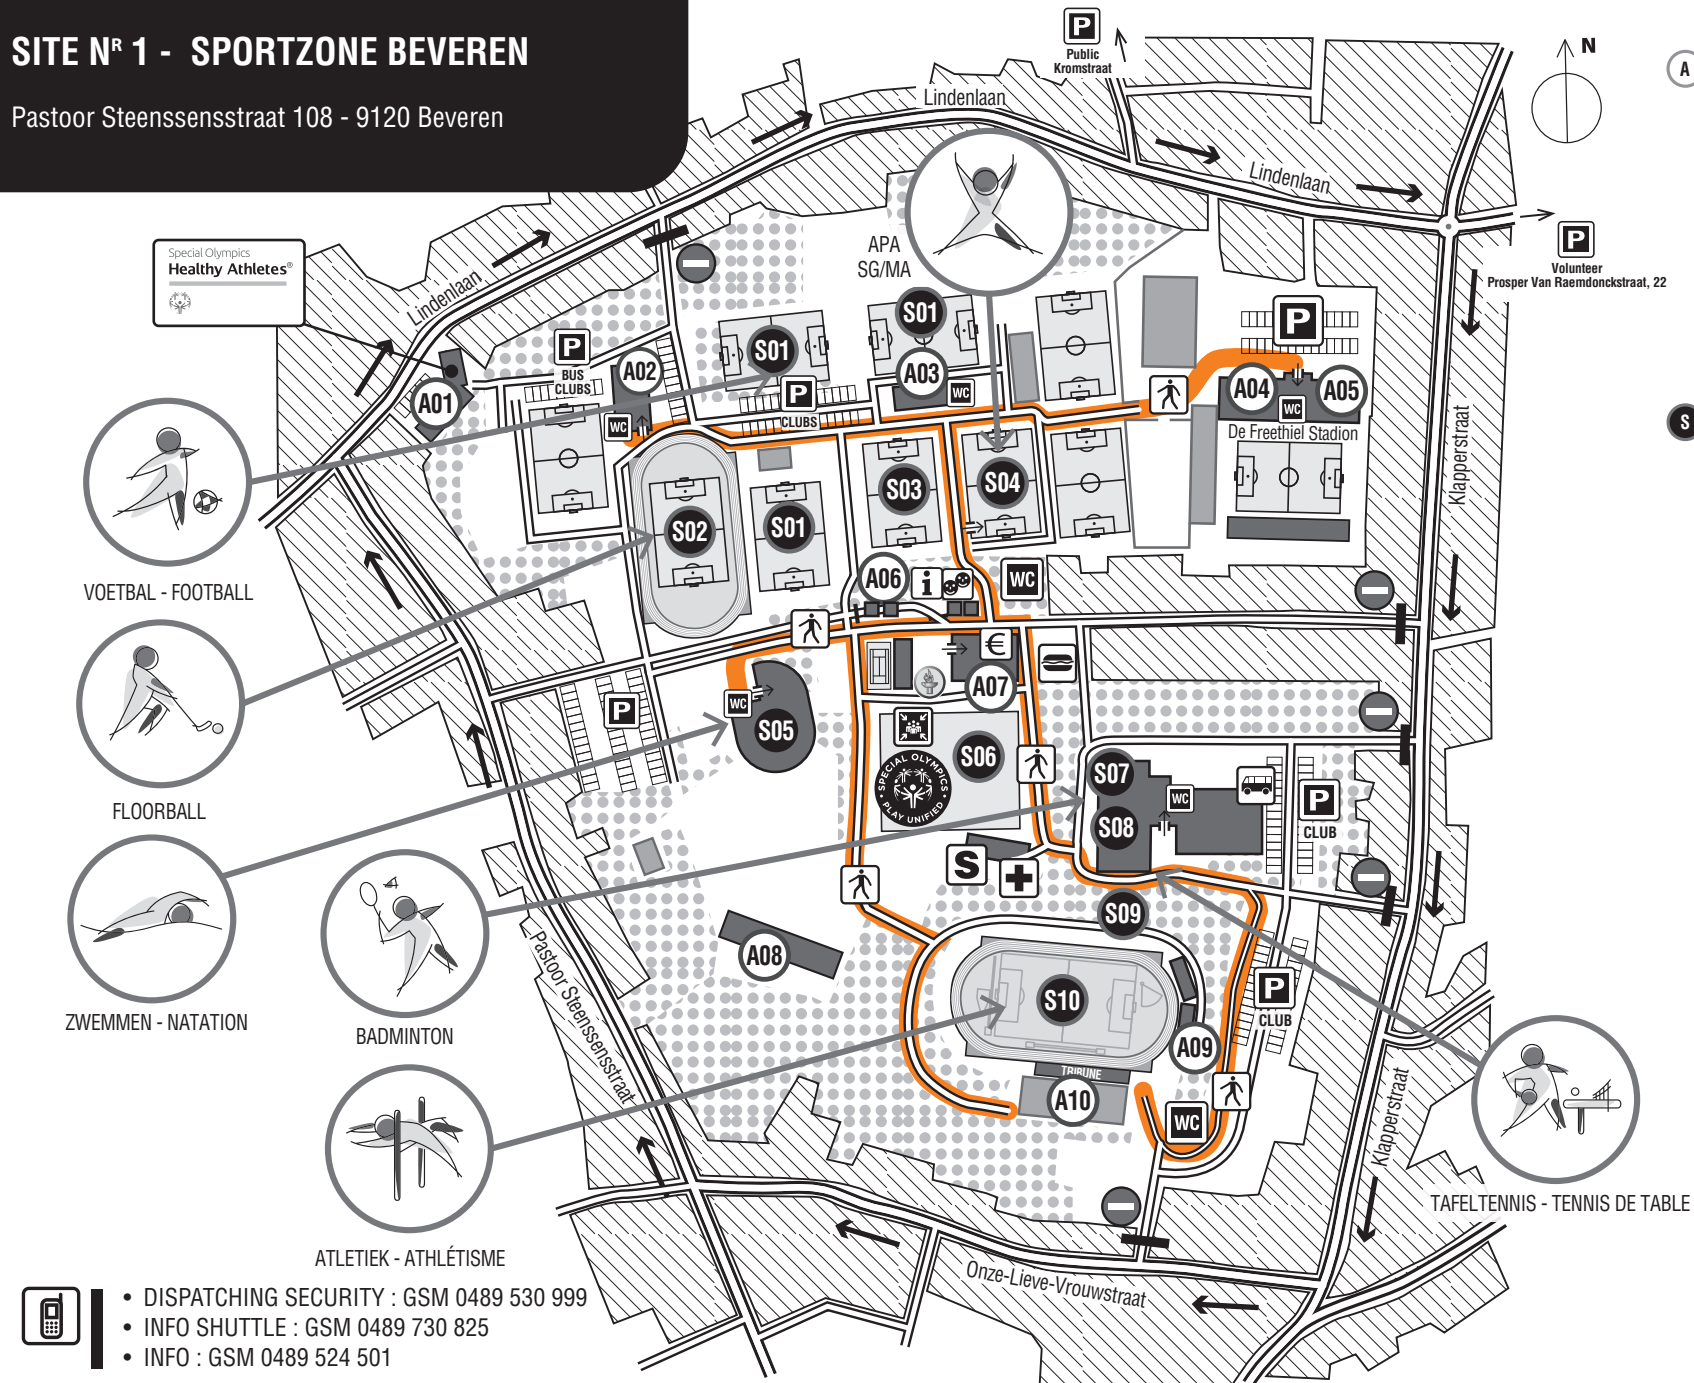 SITE Nᴿ 1 - SPORTZONE BEVEREN
Pastoor Steenssensstraat 108 - 9120 Beveren
P
Public
Kromstraat
N
A
Lindenlaan
Lindenlaan
Lindenlaan
P
Volunteer
Prosper Van Raemdonckstraat, 22
Special Olympics
Healthy Athletes®
APA
SG/MA
S01
S01
P
BUS
CLUBS
A02
A01
A03
WC
P
CLUBS
WC
P
A04
A05
WC
De Freethiel Stadion
S
Klapperstraat
S02
S01
S03
S04
VOETBAL - FOOTBALL
A06
i
WC
€
A07
FLOORBALL
P
WC
S05
S06
SPECIAL OLYMPICS
PLAY UNIFIED
S07
S08
WC
P
CLUB
S
S09
ZWEMMEN - NATATION
BADMINTON
A08
Pastoor Steenssensstraat
S10
P
CLUB
A09
TRIBUNE
A10
WC
Klapperstraat
TAFELTENNIS - TENNIS DE TABLE
ATLETIEK - ATHLÉTISME
Onze-Lieve-Vrouwstraat
• DISPATCHING SECURITY : GSM 0489 530 999
• INFO SHUTTLE : GSM 0489 730 825
• INFO : GSM 0489 524 501